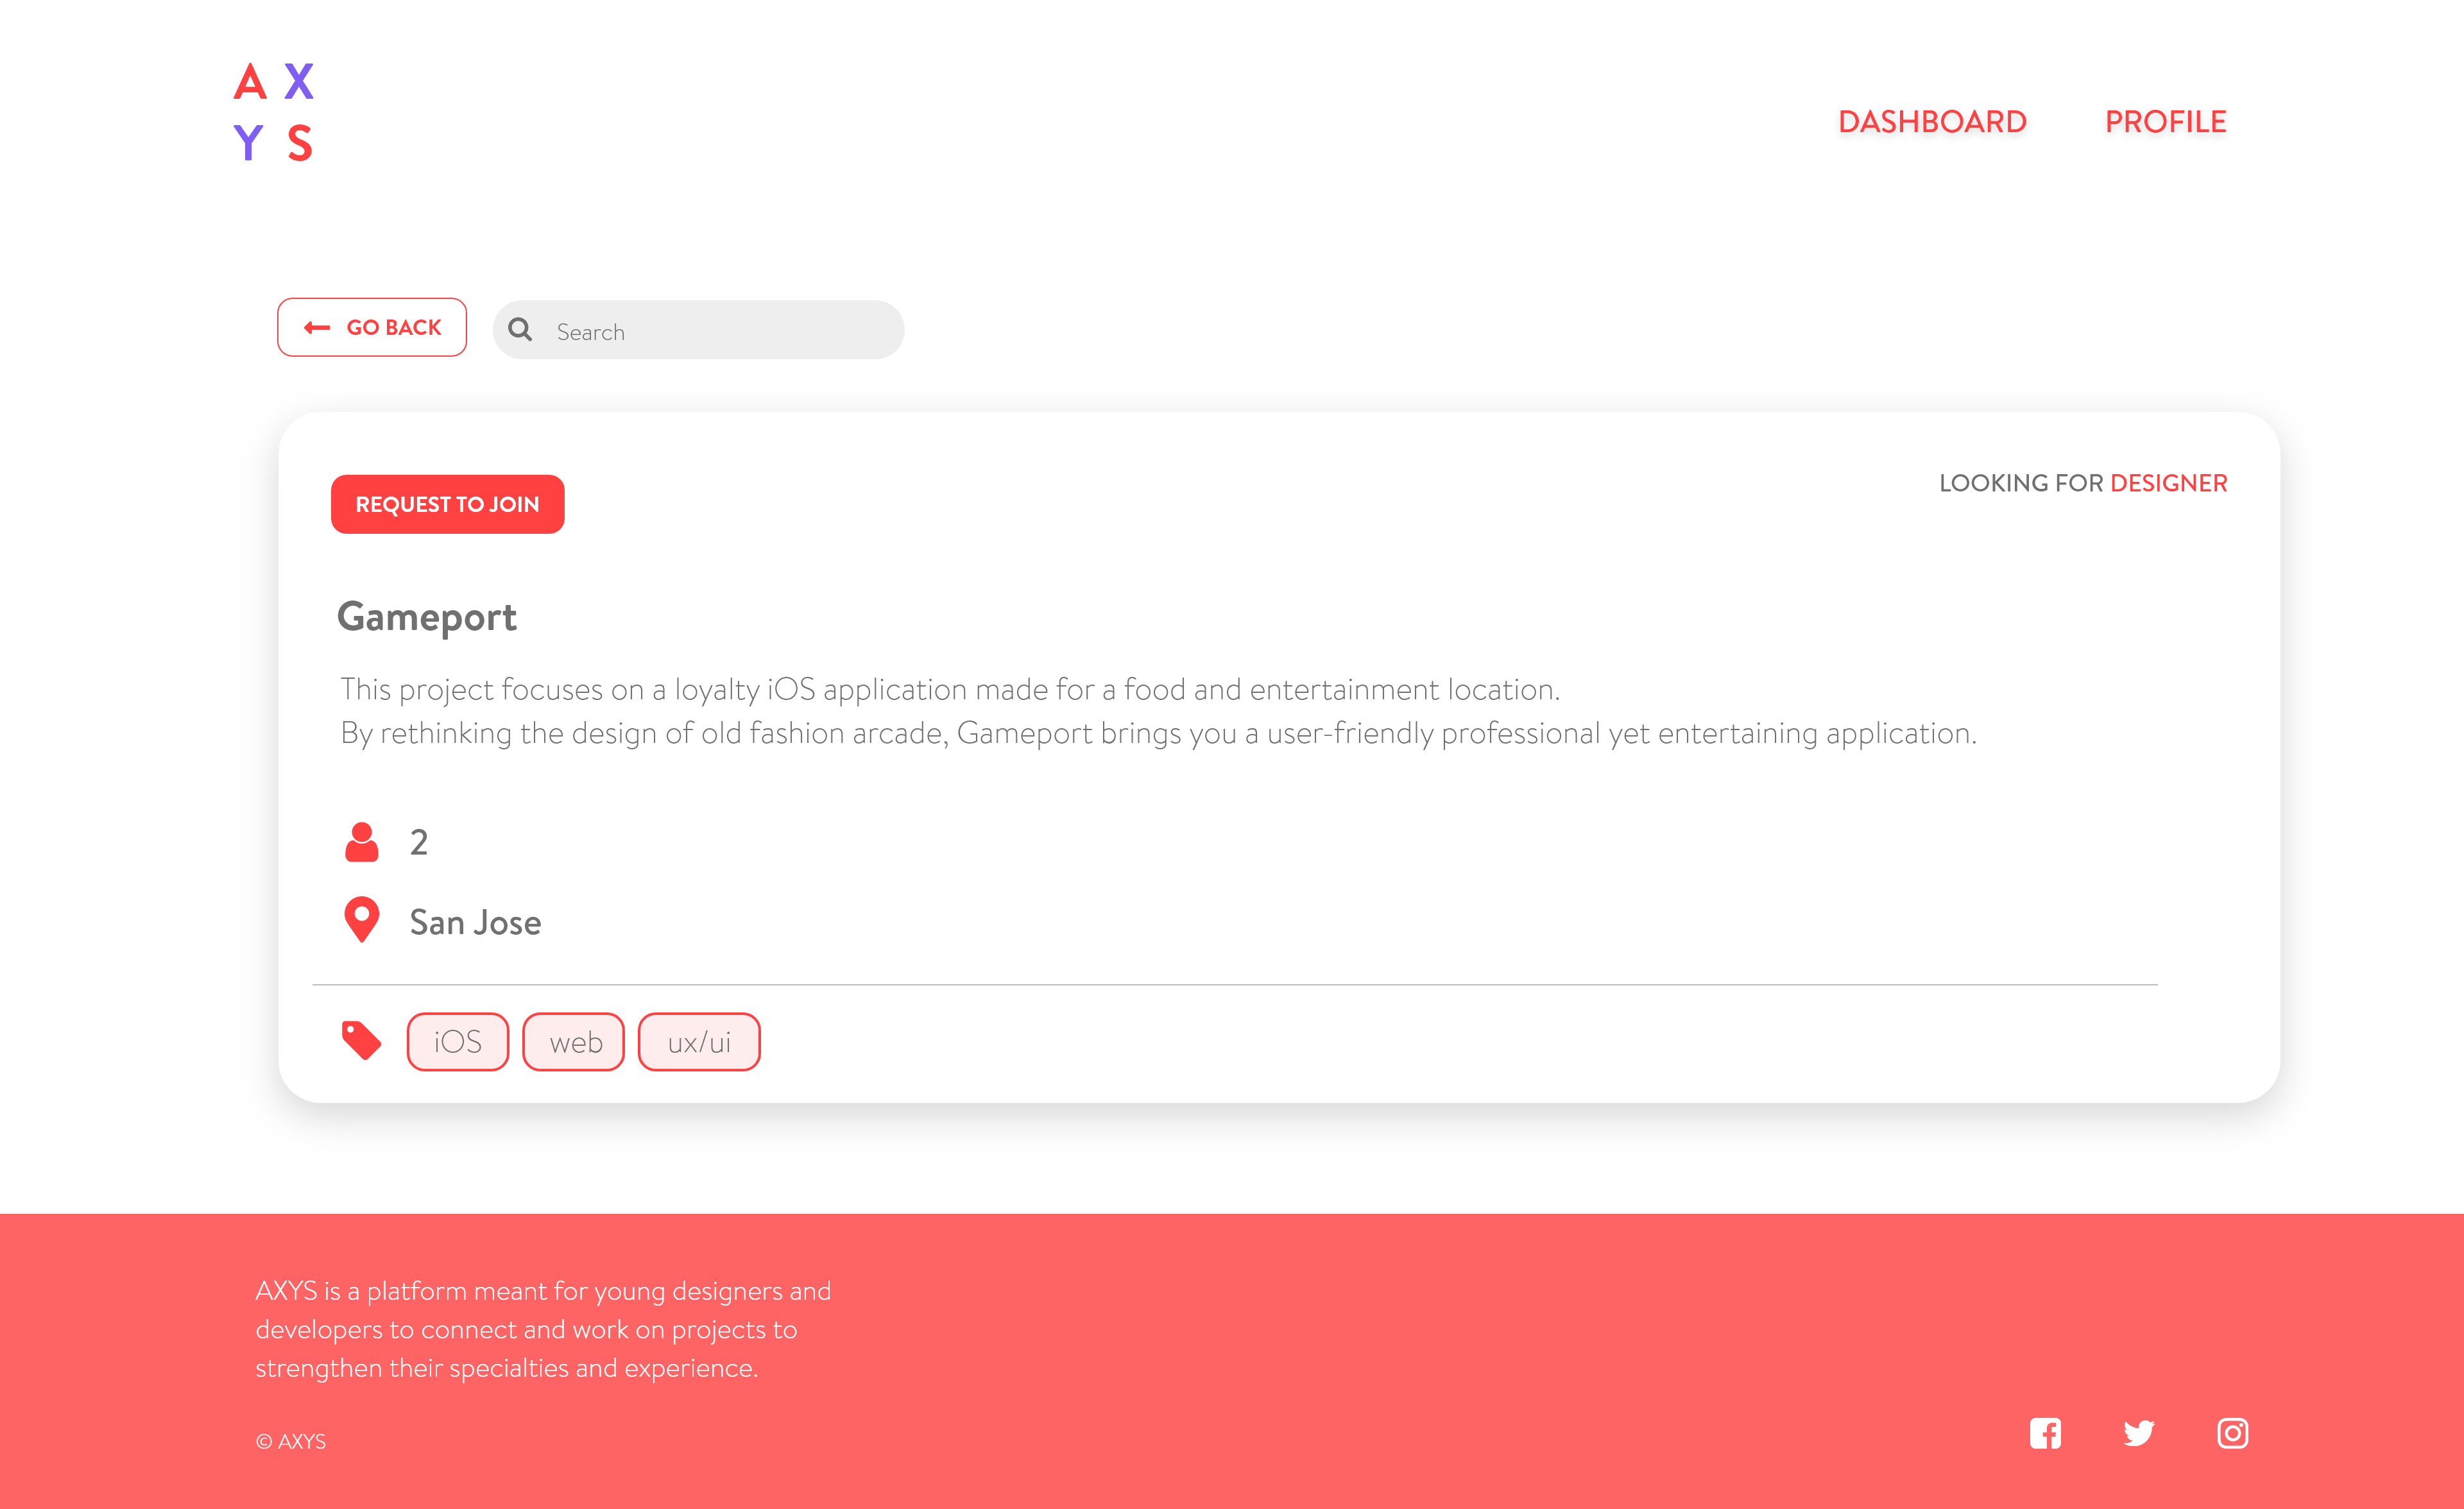 A X
Y S
DASHBOARD PROFILE
GO BACK
Search
REQUEST TO JOIN
LOOKING FOR DESIGNER
Gameport
This project focuses on a loyalty iOS application made for a food and entertainment location.
By rethinking the design of old fashion arcade, Gameport brings you a user-friendly professional yet entertaining application.
2
San Jose
iOS web ux/ui
AXYS is a platform meant for young designers and
developers to connect and work on projects to
strengthen their specialties and experience.
© AXYS